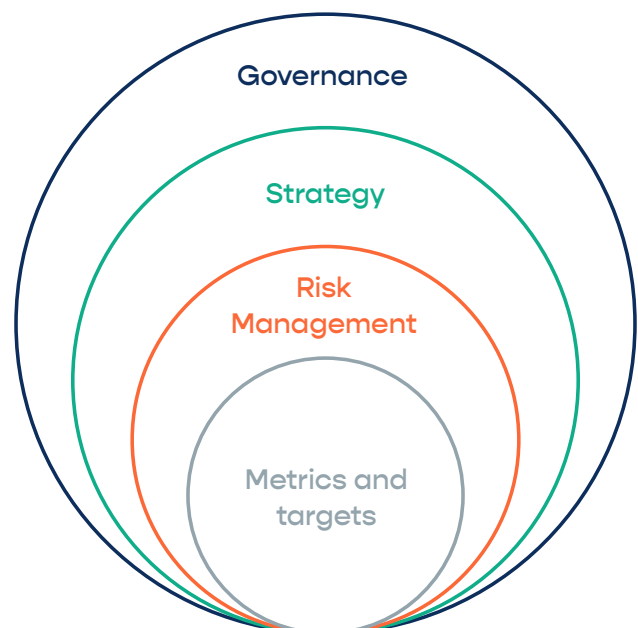 Governance
Strategy
Risk
Management
Metrics and
targets